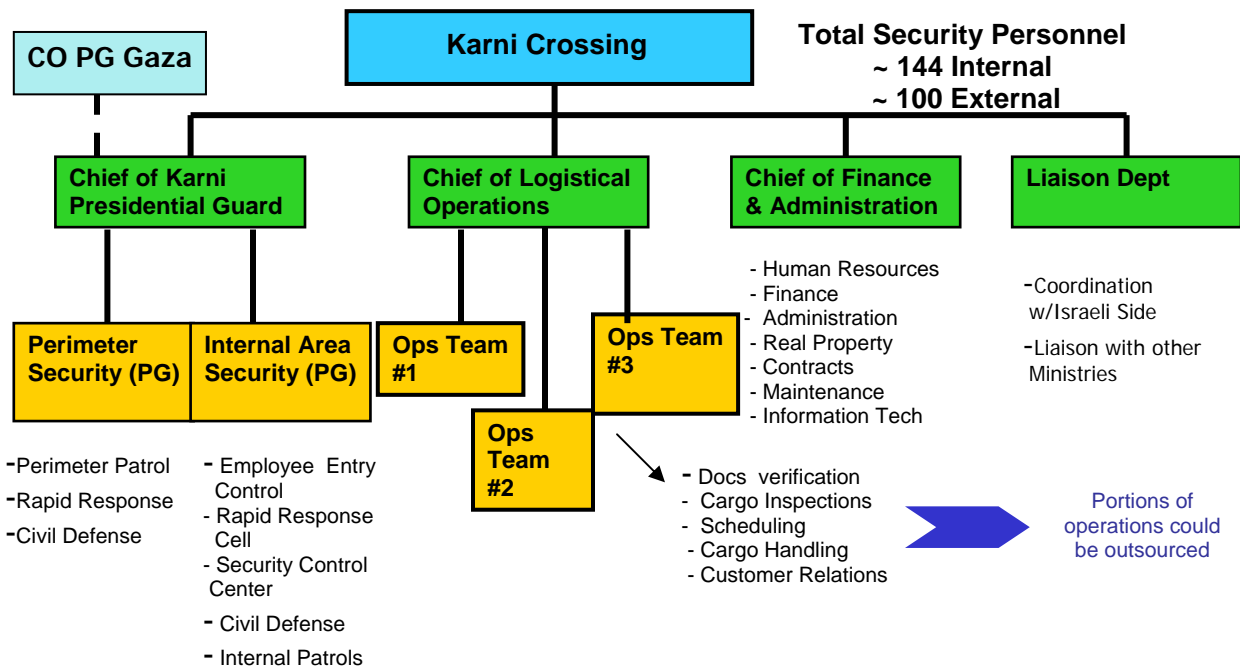 CO PG Gaza
Karni Crossing
Total Security Personnel
~ 144 Internal
~ 100 External
Chief of Karni
Presidential Guard
Chief of Logistical
Operations
Chief of Finance
& Administration
Liaison Dept
Perimeter
Security (PG)
Internal Area
Security (PG)
Ops Team
#1
Ops
Team
#2
Ops Team
#3
- Human Resources
- Finance
- Administration
- Real Property
- Contracts
- Maintenance
- Information Tech
-Coordination
w/Israeli Side
-Liaison with other
Ministries
-Perimeter Patrol
-Rapid Response
-Civil Defense
- Employee Entry
Control
- Rapid Response
Cell
- Security Control
Center
- Civil Defense
- Internal Patrols
- Docs verification
- Cargo Inspections
- Scheduling
- Cargo Handling
- Customer Relations
Portions of
operations could
be outsourced